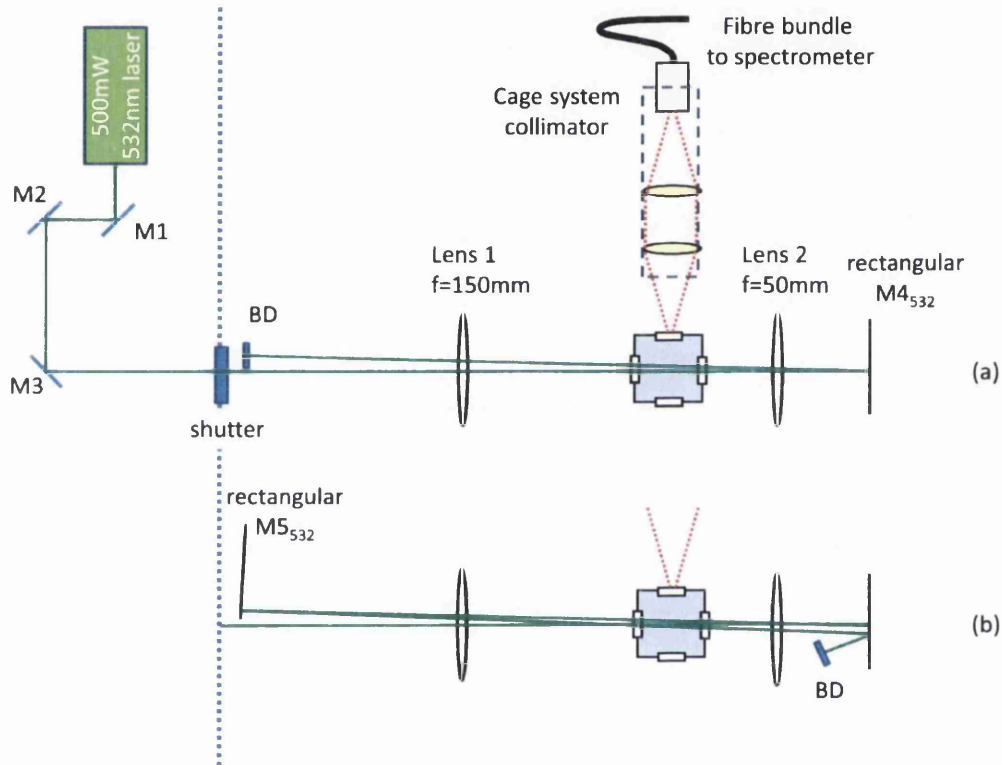 500mW
532nm laser
Fibre bundle
to spectrometer
Cage system
collimator
M2
M1
Lens 1
f=150mm
Lens 2
f=50mm
rectangular
M4532
BD
M3
(a)
shutter
rectangular
M5532
(b)
BD